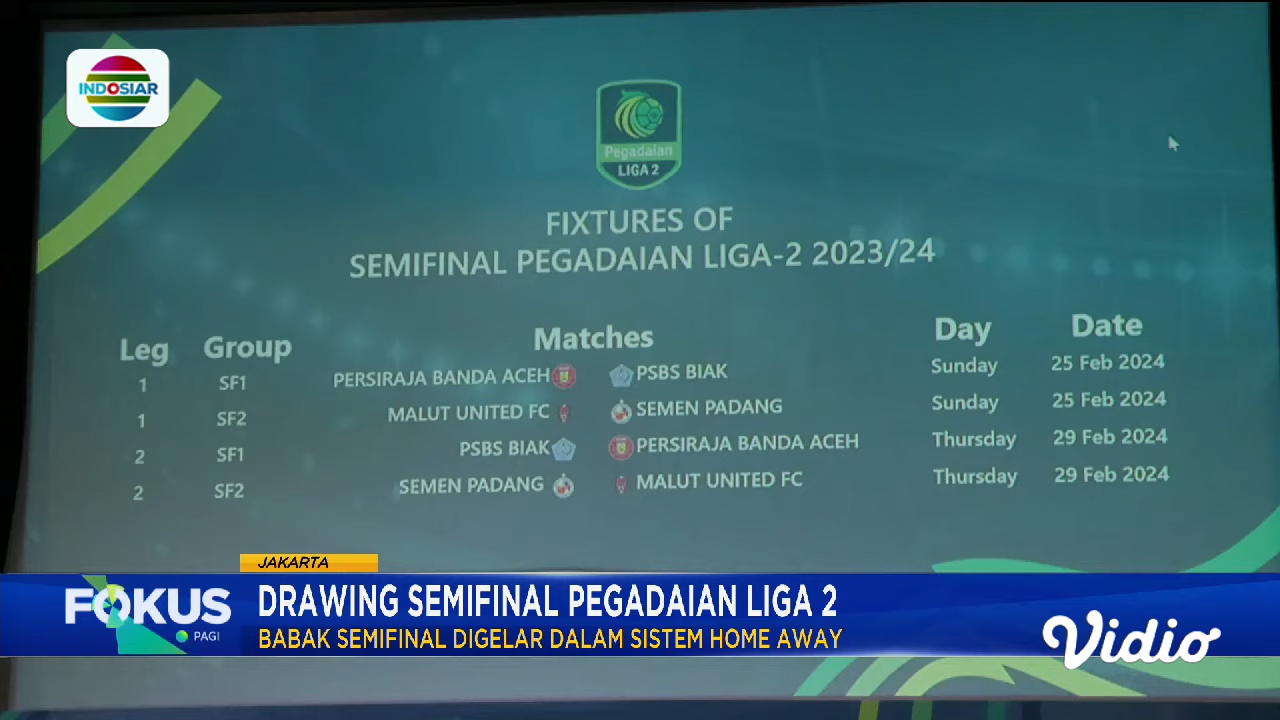 INDOSIAR
Pegadaian
LIGA 2
FIXTURES OF
SEMIFINAL PEGADAIAN LIGA-2 2023/24
Leg Group Matches Day Date
1 SF1 PERSIRAJA BANDA ACEH PSBS BIAK Sunday 25 Feb 2024
1 SF2 MALUT UNITED FC SEMEN PADANG Sunday 25 Feb 2024
2 SF1 PSBS BIAK PERSIRAJA BANDA ACEH Thursday 29 Feb 2024
2 SF2 SEMEN PADANG MALUT UNITED FC Thursday 29 Feb 2024
JAKARTA
FOKUS
PAGI
DRAWING SEMIFINAL PEGADAIAN LIGA 2
BABAK SEMIFINAL DIGELAR DALAM SISTEM HOME AWAY
Vidio